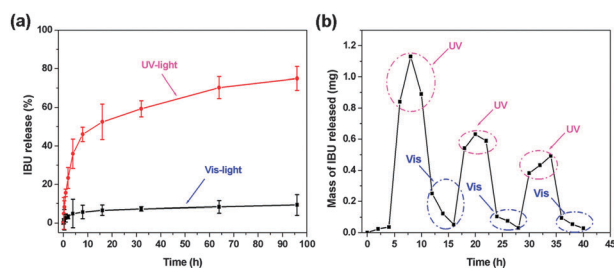 (a)
IBU release (%)
100
80
60
40
20
0
UV-light
Vis-light
0 10 20 30 40 50 60 70 80 90 100
Time (h)
(b)
Mass of IBU released (mg)
1.2
1.0
0.8
0.6
0.4
0.2
0.0
UV
UV
UV
Vis
Vis
Vis
0 5 10 15 20 25 30 35 40 45
Time (h)